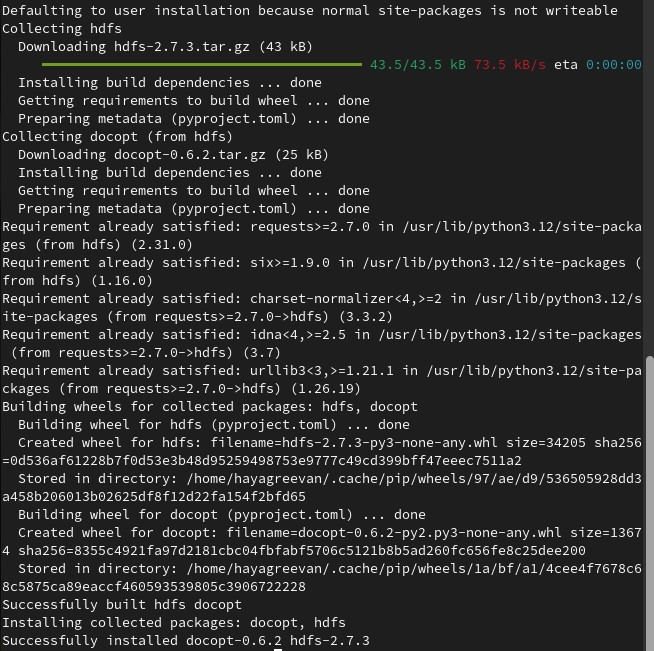 Defaulting to user installation because normal site-packages is not writeable
Collecting hdfs
  Downloading hdfs-2.7.3.tar.gz (43 kB)
43.5/43.5 kB 73.5 kB/s eta 0:00:00
  Installing build dependencies ... done
  Getting requirements to build wheel ... done
  Preparing metadata (pyproject.toml) ... done
Collecting docopt (from hdfs)
  Downloading docopt-0.6.2.tar.gz (25 kB)
  Installing build dependencies ... done
  Getting requirements to build wheel ... done
  Preparing metadata (pyproject.toml) ... done
Requirement already satisfied: requests>=2.7.0 in /usr/lib/python3.12/site-packa
ges (from hdfs) (2.31.0)
Requirement already satisfied: six>=1.9.0 in /usr/lib/python3.12/site-packages (
from hdfs) (1.16.0)
Requirement already satisfied: charset-normalizer<4,>=2 in /usr/lib/python3.12/s
ite-packages (from requests>=2.7.0->hdfs) (3.3.2)
Requirement already satisfied: idna<4,>=2.5 in /usr/lib/python3.12/site-packages
 (from requests>=2.7.0->hdfs) (3.7)
Requirement already satisfied: urllib3<3,>=1.21.1 in /usr/lib/python3.12/site-pa
ckages (from requests>=2.7.0->hdfs) (1.26.19)
Building wheels for collected packages: hdfs, docopt
  Building wheel for hdfs (pyproject.toml) ... done
  Created wheel for hdfs: filename=hdfs-2.7.3-py3-none-any.whl size=34205 sha256
=0d536af61228b7f0d53e3b48d95259498753e9777c49cd399bff47eeec7511a2
  Stored in directory: /home/hayagreevan/.cache/pip/wheels/97/ae/d9/536505928dd3
a458b206013b02625df8f12d22fa154f2bfd65
  Building wheel for docopt (pyproject.toml) ... done
  Created wheel for docopt: filename=docopt-0.6.2-py2.py3-none-any.whl size=1367
4 sha256=8355c4921fa97d2181cbc04fbfabf5706c5121b8b5ad260fc656fe8c25dee200
  Stored in directory: /home/hayagreevan/.cache/pip/wheels/1a/bf/a1/4cee4f7678c6
8c5875ca89eaccf460593539805c3906722228
Successfully built hdfs docopt
Installing collected packages: docopt, hdfs
Successfully installed docopt-0.6.2 hdfs-2.7.3